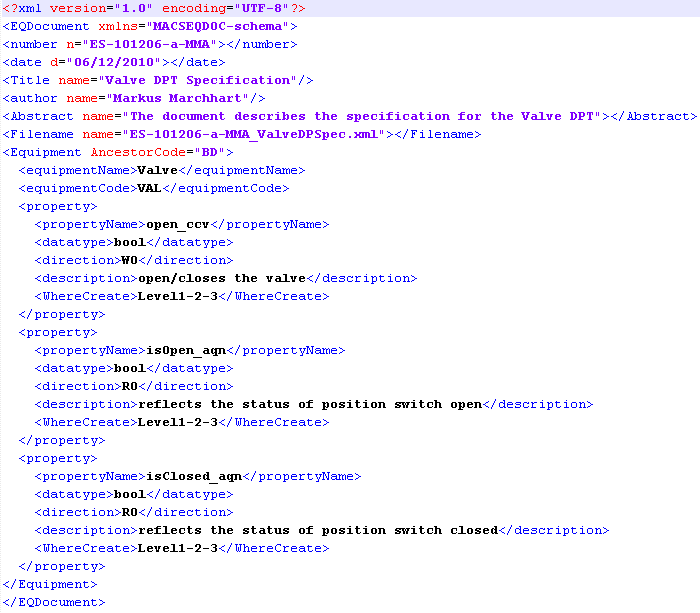 <?xml version="1.0" encoding="UTF-8"?>
<EQDocument xmlns="MACSEQDOC-schema">
<number n="ES-101206-a-MMA"></number>
<date d="06/12/2010"></date>
<Title name="Valve DPT Specification"/>
<author name="Markus Marchhart"/>
<Abstract name="The document describes the specification for the Valve DPT"></Abstract>
<Filename name="ES-101206-a-MMA_ValveDPSpec.xml"></Filename>
<Equipment AncestorCode="BD">
<equipmentName>Valve</equipmentName>
<equipmentCode>VAL</equipmentCode>
<property>
<propertyName>open_ccv</propertyName>
<datatype>bool</datatype>
<direction>WO</direction>
<description>open/closes the valve</description>
<WhereCreate>Level1-2-3</WhereCreate>
</property>
<property>
<propertyName>isOpen_aqn</propertyName>
<datatype>bool</datatype>
<direction>RO</direction>
<description>reflects the status of position switch open</description>
<WhereCreate>Level1-2-3</WhereCreate>
</property>
<property>
<propertyName>isClosed_aqn</propertyName>
<datatype>bool</datatype>
<direction>RO</direction>
<description>reflects the status of position switch closed</description>
<WhereCreate>Level1-2-3</WhereCreate>
</property>
</Equipment>
</EQDocument>